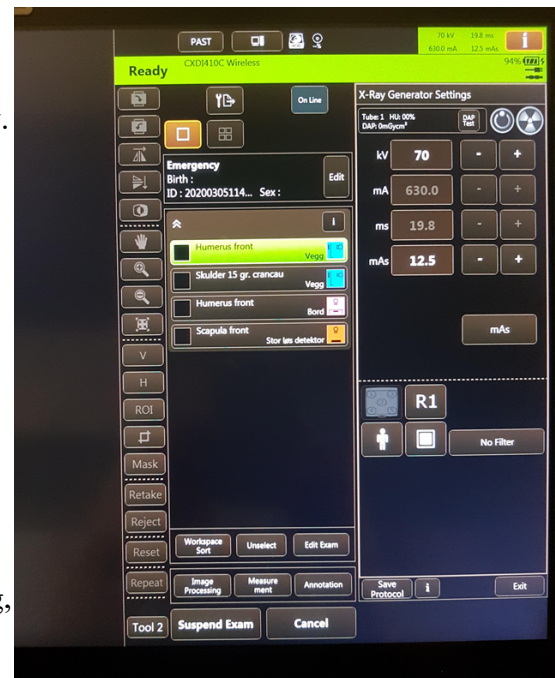 PAST
70 kV 19.8 ms
630.0 mA 12.5 mAs
i
Ready
CXDI410C Wireless
94%
On Line
X-Ray Generator Settings
Tube: 1 HU: 00%
DAP: 0mGycm²
DAP
Test
Emergency
Birth :
ID : 20200305114... Sex :
Edit
kV 70 - +
mA 630.0 - +
ms 19.8 - +
mAs 12.5 - +
mAs
i
Humerus front
Vegg
Skulder 15 gr. crancau
Vegg
Humerus front
Bord
Scapula front
Stor løs detektor
V
H
ROI
Mask
Retake
Reject
Reset
Repeat
Tool 2
R1
No Filter
Workspace
Sort
Unselect
Edit Exam
Image
Processing
Measure
ment
Annotation
Save
Protocol
i
Exit
Suspend Exam
Cancel